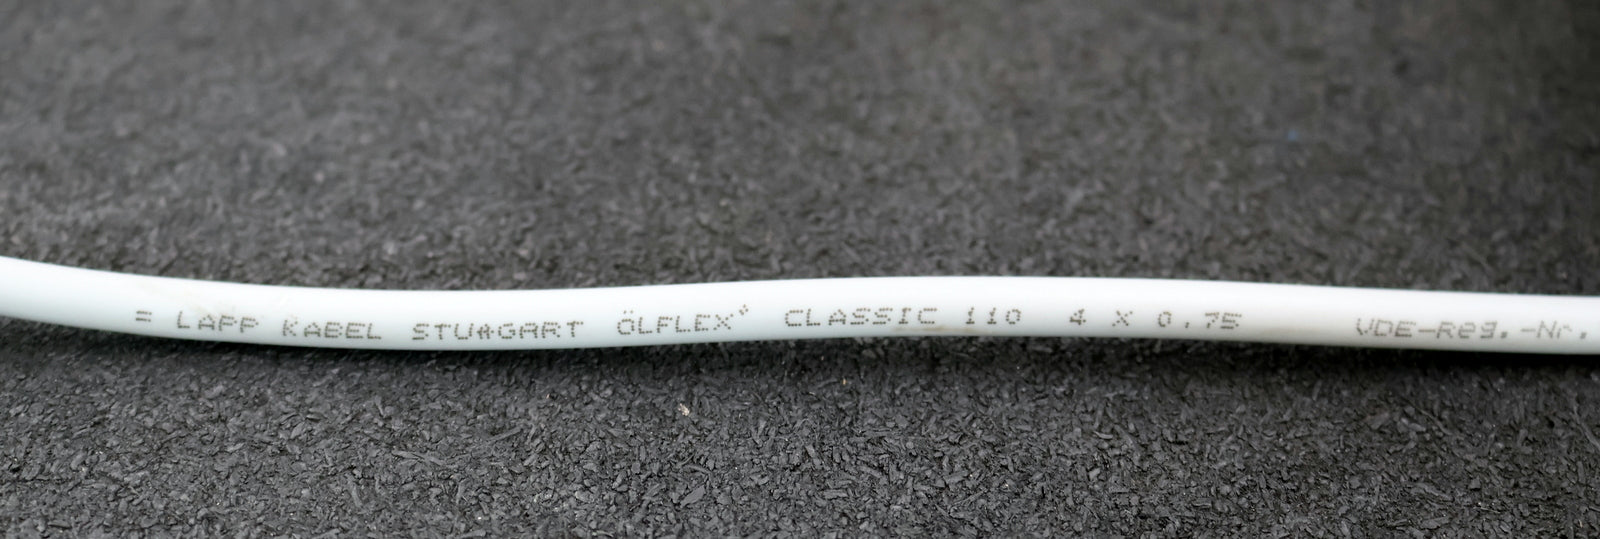 = LAPP KABEL STUTTGART ÖLFLEX® CLASSIC 110 4 X 0,75 VDE-Reg.-Nr.